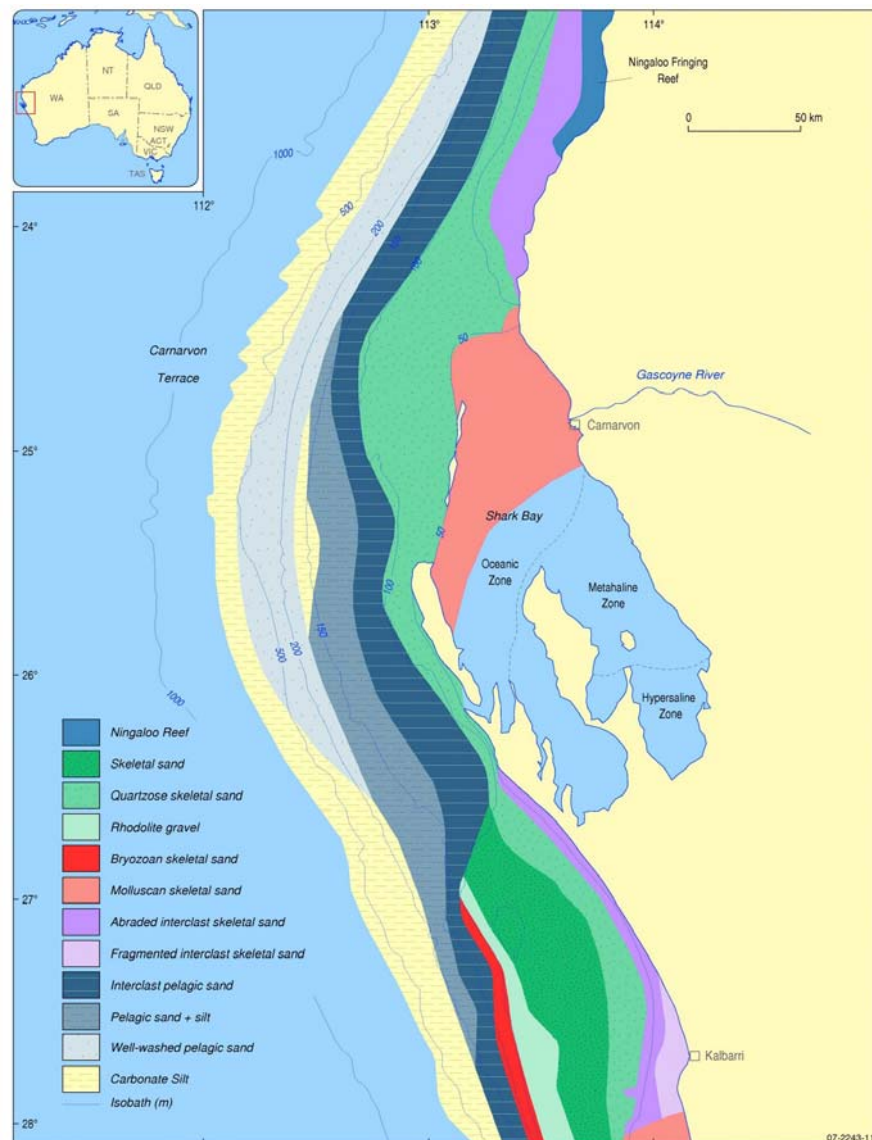 113°
114°
NT
WA
QLD
SA
NSW
ACT
VIC
TAS
112°
Ningaloo Fringing
Reef
0
50 km
1000
500
200
24°
100
50
Carnarvon
Terrace
Gascoyne River
Carnarvon
25°
Shark Bay
50
Oceanic
Zone
Metahaline
Zone
100
150
200
500
1000
26°
Hypersaline
Zone
Ningaloo Reef
Skeletal sand
Quartzose skeletal sand
Rhodolite gravel
Bryozoan skeletal sand
Molluscan skeletal sand
27°
Abraded interclast skeletal sand
Fragmented interclast skeletal sand
Interclast pelagic sand
Pelagic sand + silt
Well-washed pelagic sand
Kalbarri
Carbonate Silt
Isobath (m)
28°